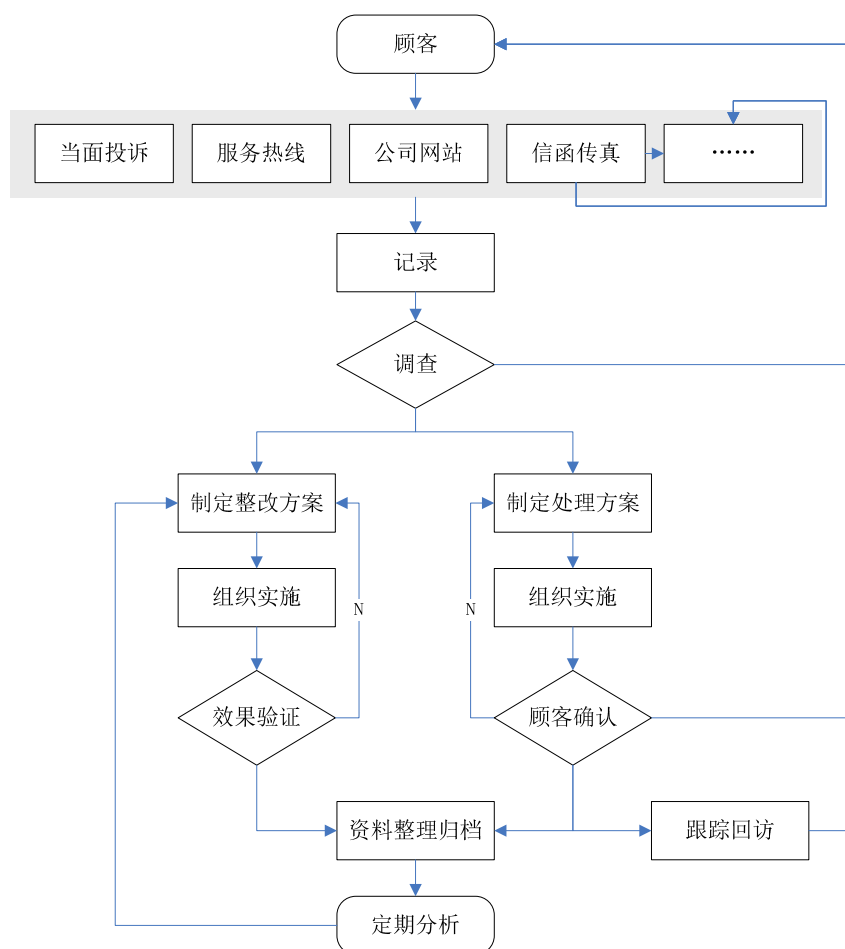 顾客
当面投诉
服务热线
公司网站
信函传真
……
记录
调查
制定整改方案
制定处理方案
组织实施
N
N
组织实施
效果验证
顾客确认
资料整理归档
跟踪回访
定期分析